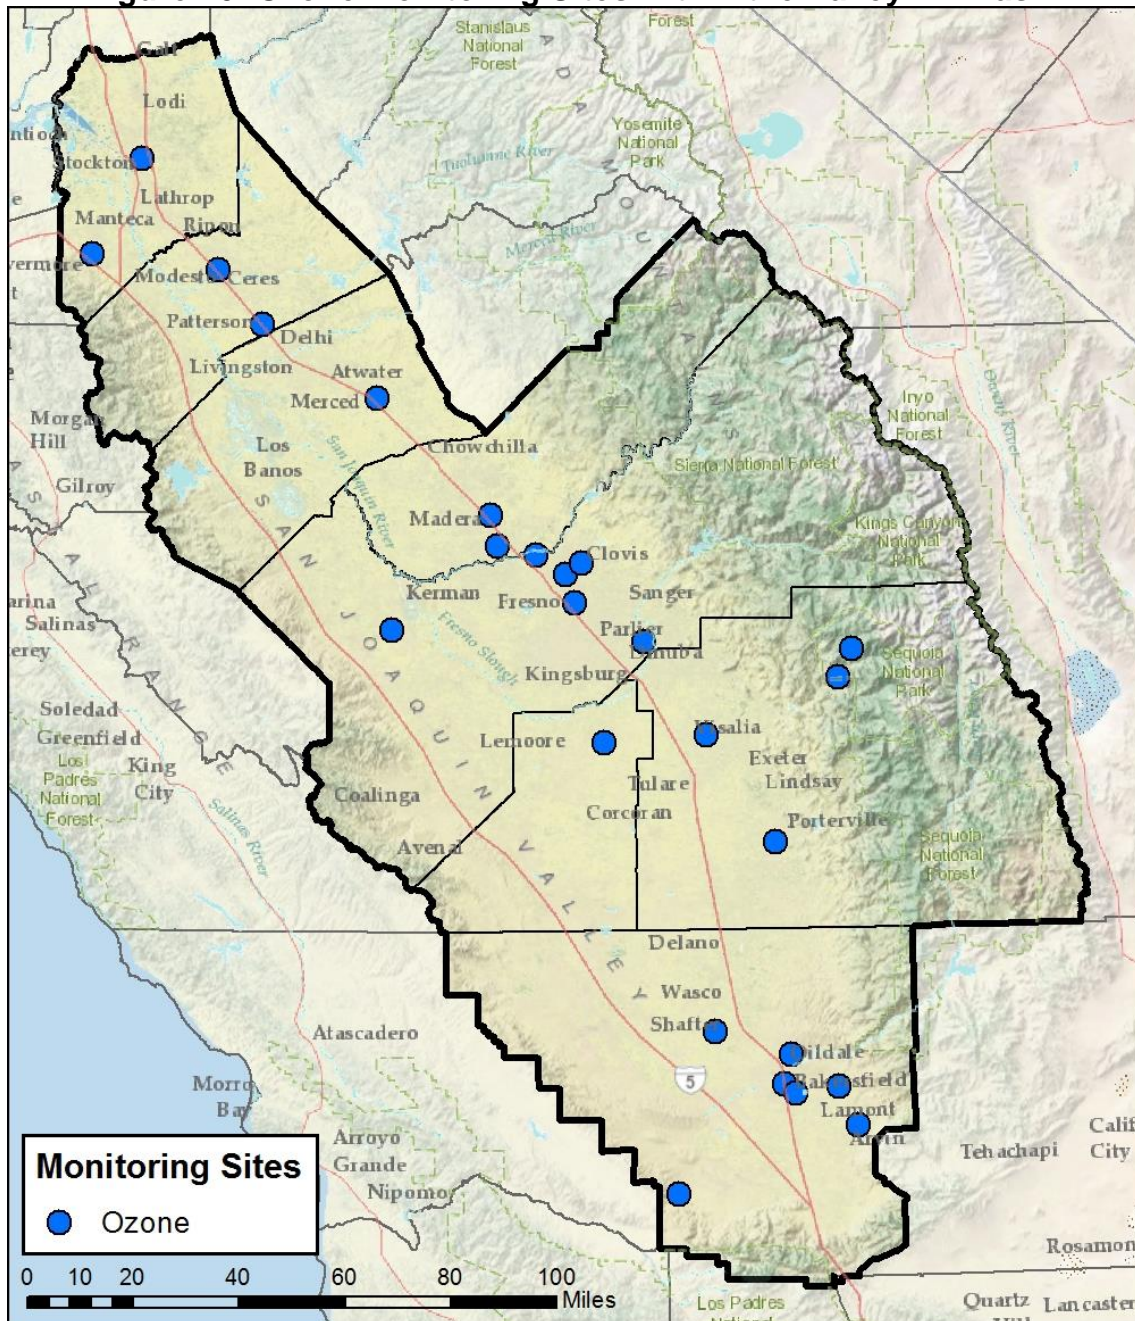 Stanislaus
National
Forest
Forest
Galt
Lodi
Yosemite
National
Park
Tuolumne River
Stockton
Lathrop
Manteca
Ripon
Merced River
Modesto
Ceres
Patterson
Delhi
Livingston
Atwater
Merced
Inyo
National
Forest
Owens River
Morgan
Hill
Los
Banos
Chowchilla
San Joaquin River
Sierra National Forest
Gilroy
Madera
Kings Canyon
National
Park
Clovis
Kerman
Fresno
Sanger
Salinas
Fresno Slough
Parlier
Dinuba
Kingsburg
Sequoia
National
Park
SAN JOAQUIN VALLEY
Soledad
Greenfield
King
City
Los
Padres
National
Forest
Lemoore
Visalia
Exeter
Lindsay
Tulare
Coalinga
Corcoran
Salinas River
Porterville
Avenal
Sequoia
National
Forest
Delano
Wasco
Shafter
Atascadero
Oildale
5
Bakersfield
Morro
Bay
Lamont
Arvin
Calif
City
Tehachapi
Arroyo
Grande
Nipomo
Monitoring Sites
Ozone
Rosamon
0 10 20 40 60 80 100
Miles
Los Padres
National
Quartz
Lancaster